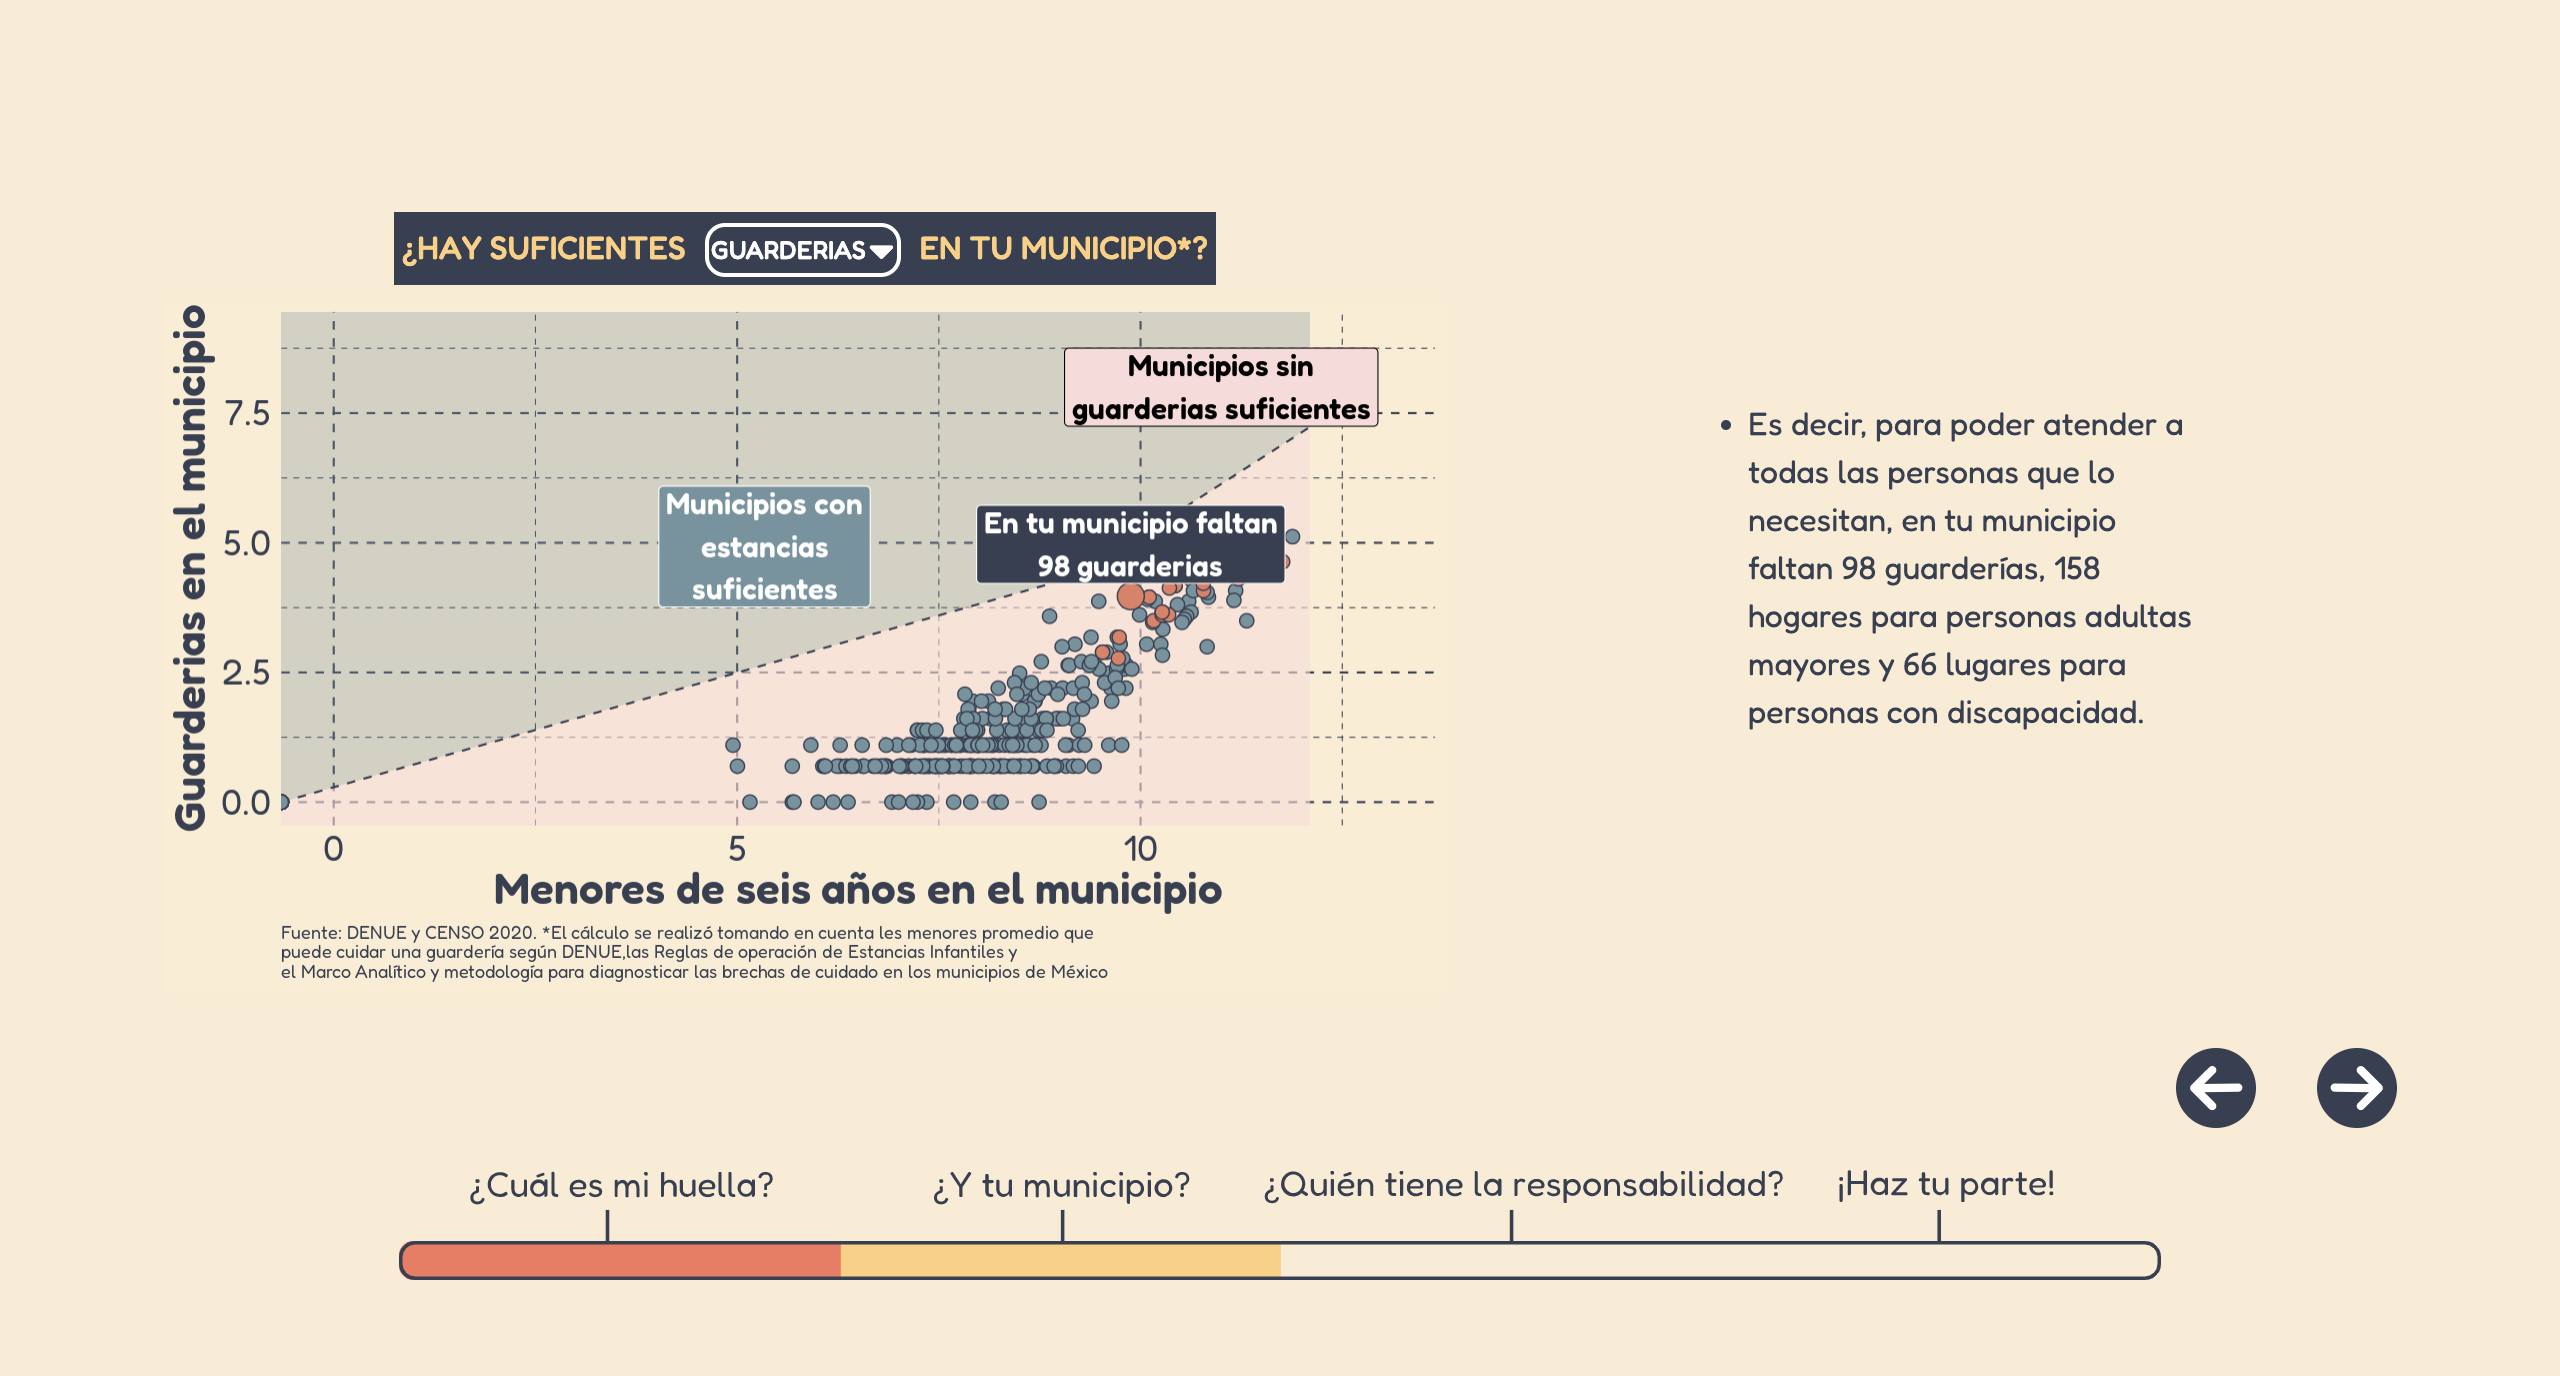 ¿HAY SUFICIENTES GUARDERIAS EN TU MUNICIPIO*?
Guarderias en el municipio
7.5
5.0
2.5
0.0
Municipios sin
guarderias suficientes
Municipios con
estancias
suficientes
En tu municipio faltan
98 guarderias
0 5 10
Menores de seis años en el municipio
Fuente: DENUE y CENSO 2020. *El cálculo se realizó tomando en cuenta les menores promedio que
puede cuidar una guardería según DENUE,las Reglas de operación de Estancias Infantiles y
el Marco Analítico y metodología para diagnosticar las brechas de cuidado en los municipios de México
• Es decir, para poder atender a
todas las personas que lo
necesitan, en tu municipio
faltan 98 guarderías, 158
hogares para personas adultas
mayores y 66 lugares para
personas con discapacidad.
¿Cuál es mi huella? ¿Y tu municipio? ¿Quién tiene la responsabilidad? ¡Haz tu parte!